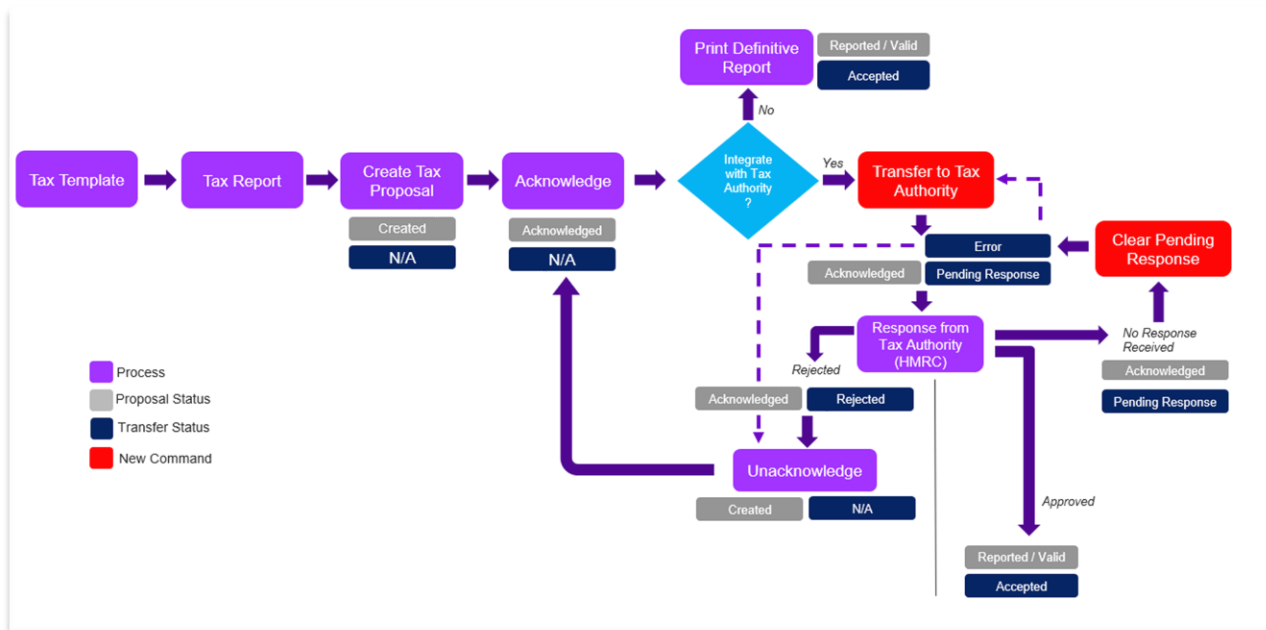 Print Definitive
Report
Reported / Valid
Accepted
No
Tax Template
Tax Report
Create Tax
Proposal
Created
N/A
Acknowledge
Acknowledged
N/A
Integrate
with Tax
Authority
?
Yes
Transfer to Tax
Authority
Error
Acknowledged
Pending Response
Clear Pending
Response
Response from
Tax Authority
(HMRC)
No Response
Received
Acknowledged
Pending Response
Rejected
Acknowledged
Rejected
Unacknowledge
Created
N/A
Approved
Reported / Valid
Accepted
Process
Proposal Status
Transfer Status
New Command